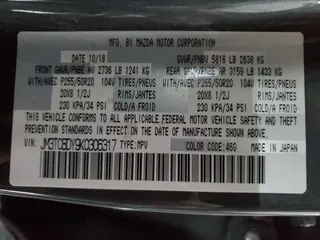 MFD. BY MAZDA MOTOR CORPORATION
DATE 10/18 GVWR/PNBV 5816 LB 2638 KG
FRONT GAWR/PNBE AV 2736 LB 1241 KG REAR GAWR/PNBE AR 3159 LB 1433 KG
WITH/AVEC P255/50R20 104V TIRES/PNEUS WITH/AVEC P255/50R20 104V TIRES/PNEUS
20X8 1/2J RIMS/JANTES 20X8 1/2J RIMS/JANTES
230 KPA/34 PSI COLD/A FROID 230 KPA/34 PSI COLD/A FROID
THIS VEHICLE CONFORMS TO ALL APPLICABLE FEDERAL MOTOR VEHICLE SAFETY AND
IN EFFECT ON THE DATE OF MANUFACTURE SHOWN ABOVE.
VIN: JM3TCBDY9K0306317 TYPE:MPV COLOR CODE:46G MADE IN JAPAN